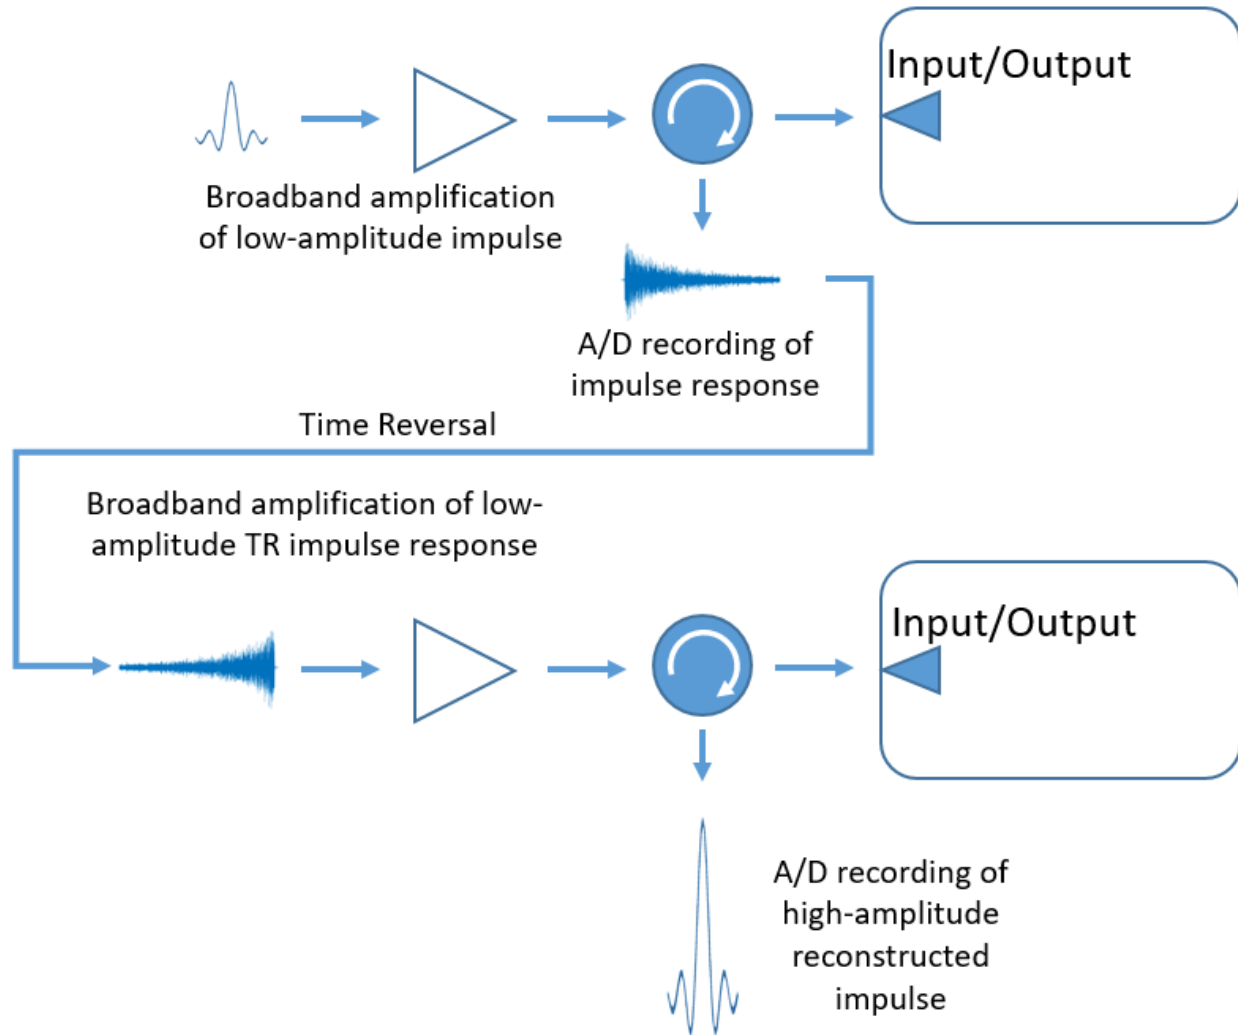 Input/Output
Broadband amplification
of low-amplitude impulse
A/D recording of
impulse response
Time Reversal
Broadband amplification of low-
amplitude TR impulse response
Input/Output
A/D recording of
high-amplitude
reconstructed
impulse